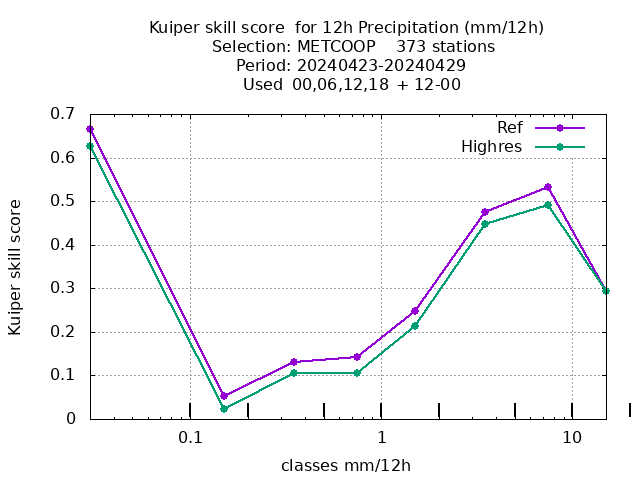 Kuiper skill score  for 12h Precipitation (mm/12h)
Selection: METCOOP    373 stations
Period: 20240423-20240429
Used  00,06,12,18  + 12-00
Ref
Highres
0.7
0.6
0.5
0.4
0.3
0.2
0.1
0
Kuiper skill score
0.1
1
10
classes mm/12h